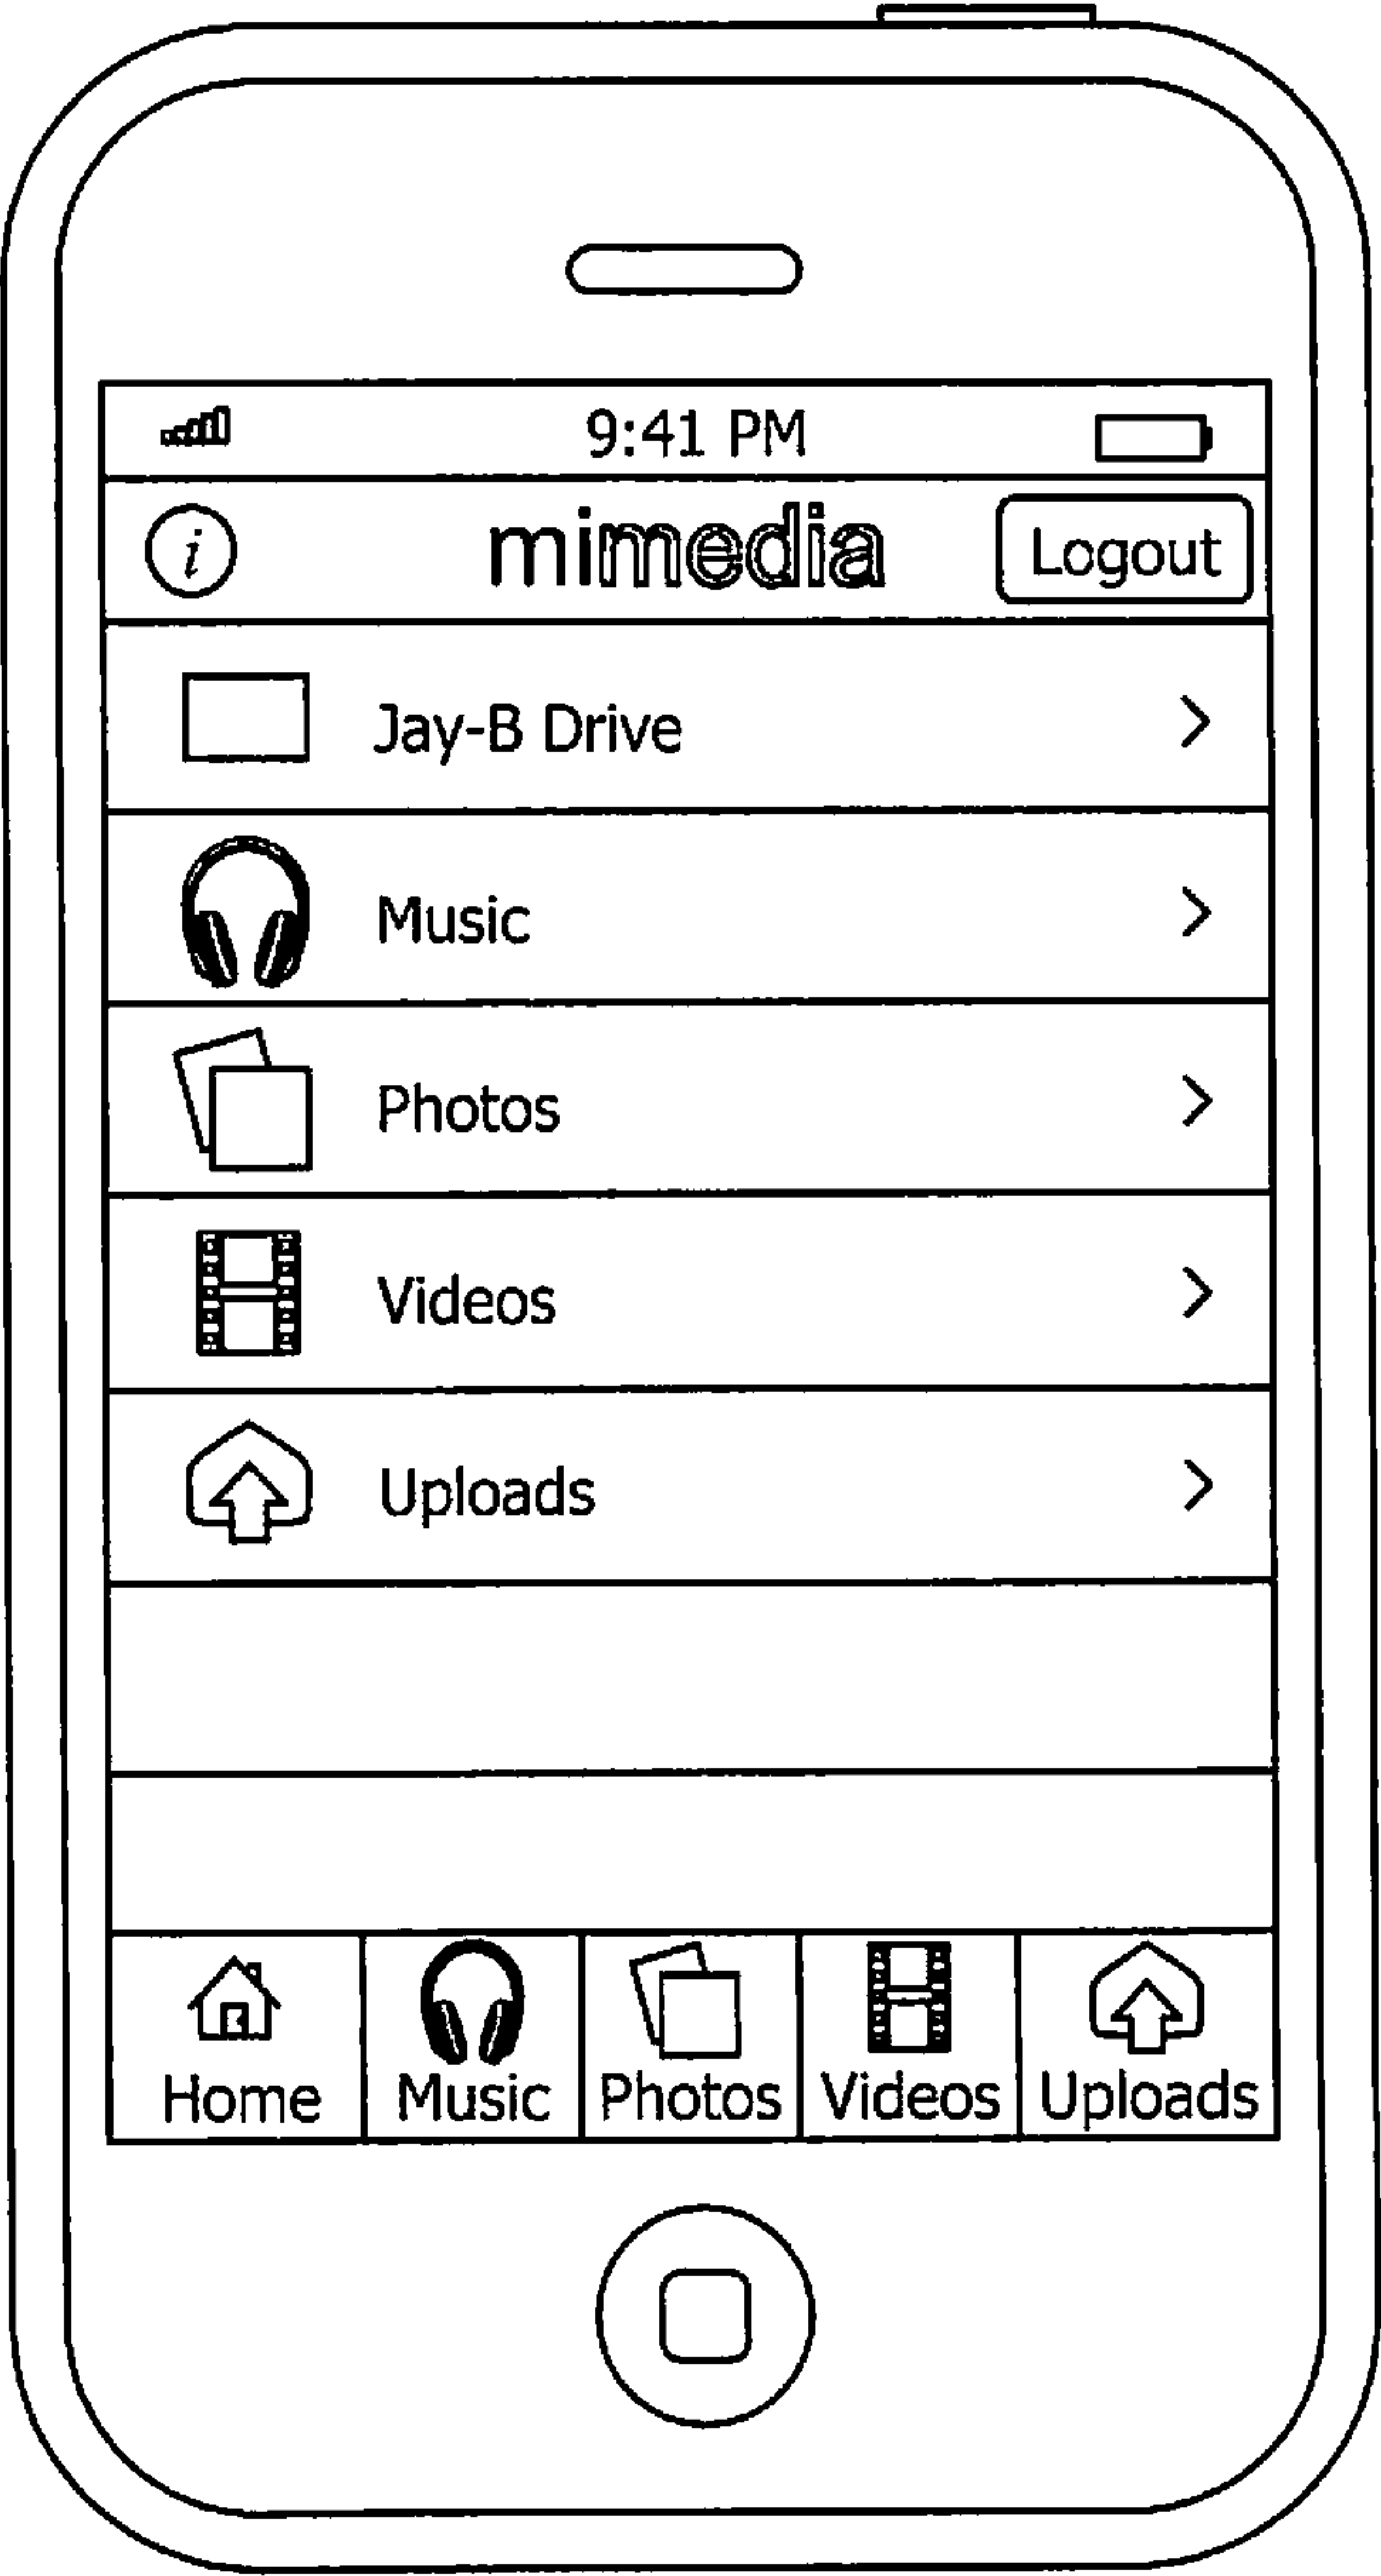 9:41 PM
i mimedia Logout
Jay-B Drive
Music
Photos
Videos
Uploads
Home Music Photos Videos Uploads